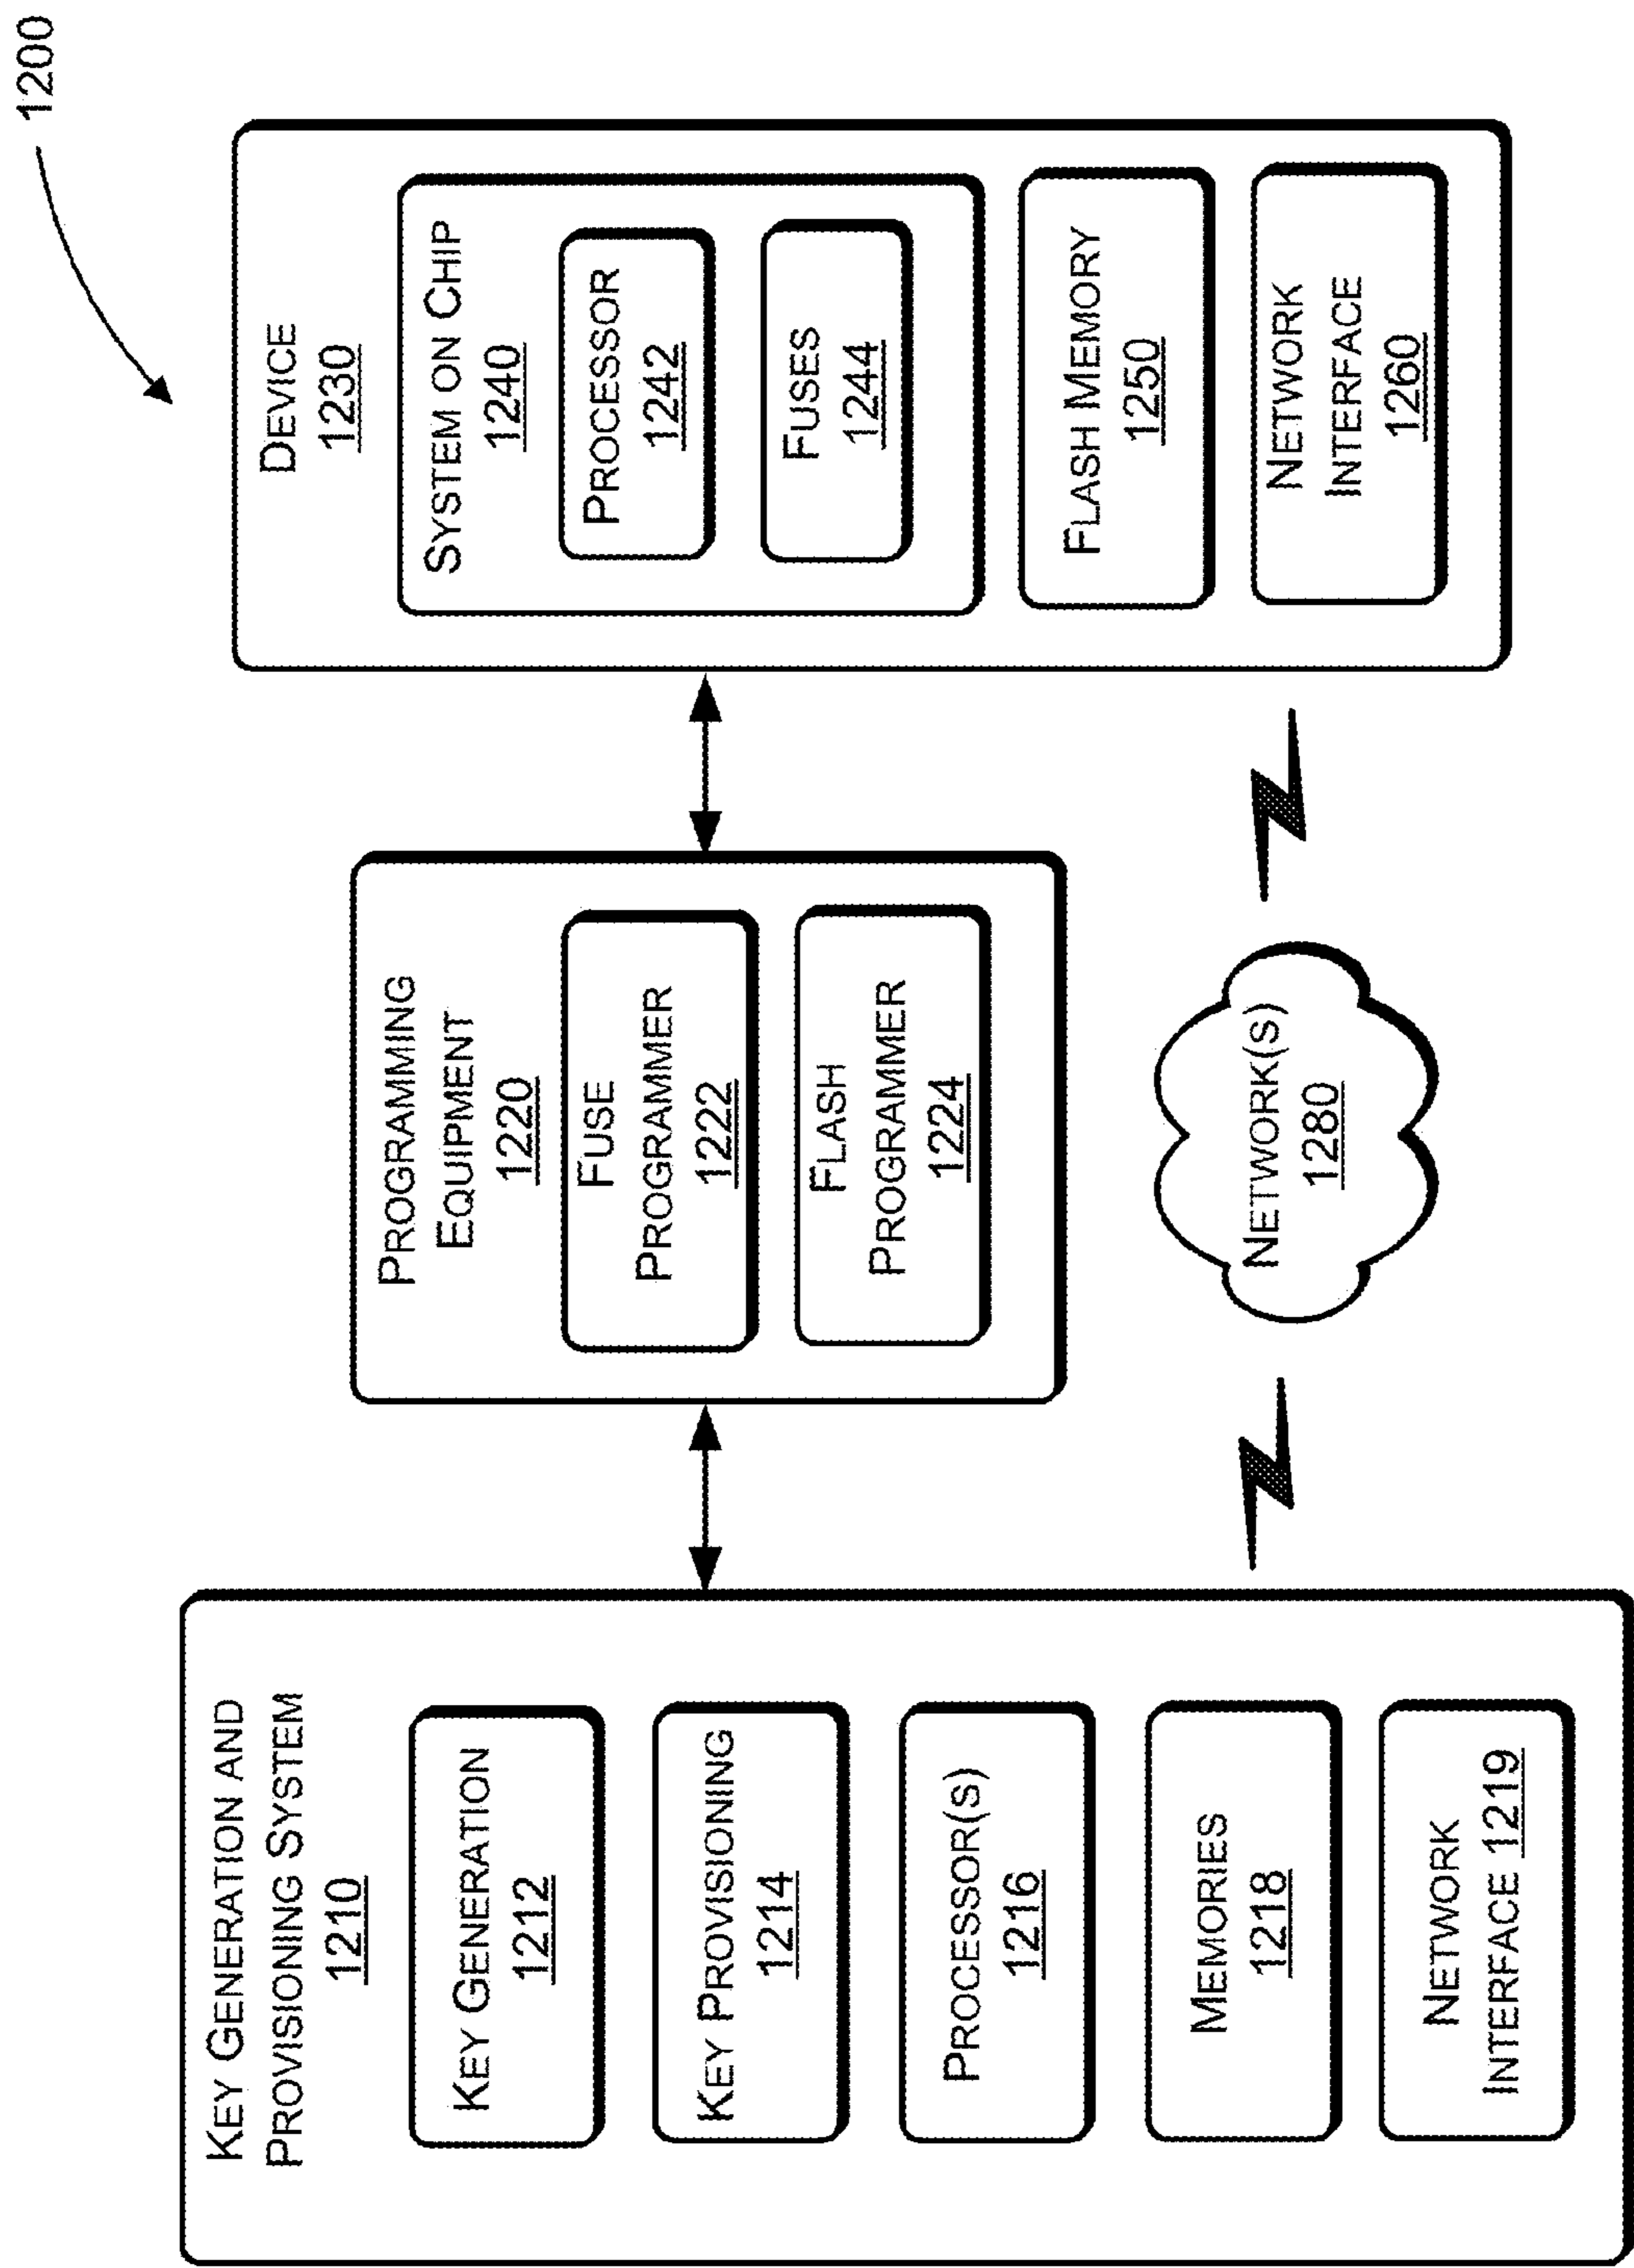 1200
KEY GENERATION AND
PROVISIONING SYSTEM
1210
KEY GENERATION
1212
KEY PROVISIONING
1214
PROCESSOR(S)
1216
MEMORIES
1218
NETWORK
INTERFACE 1219
PROGRAMMING
EQUIPMENT
1220
FUSE
PROGRAMMER
1222
FLASH
PROGRAMMER
1224
NETWORK(S)
1280
DEVICE
1230
SYSTEM ON CHIP
1240
PROCESSOR
1242
FUSES
1244
FLASH MEMORY
1250
NETWORK
INTERFACE
1260